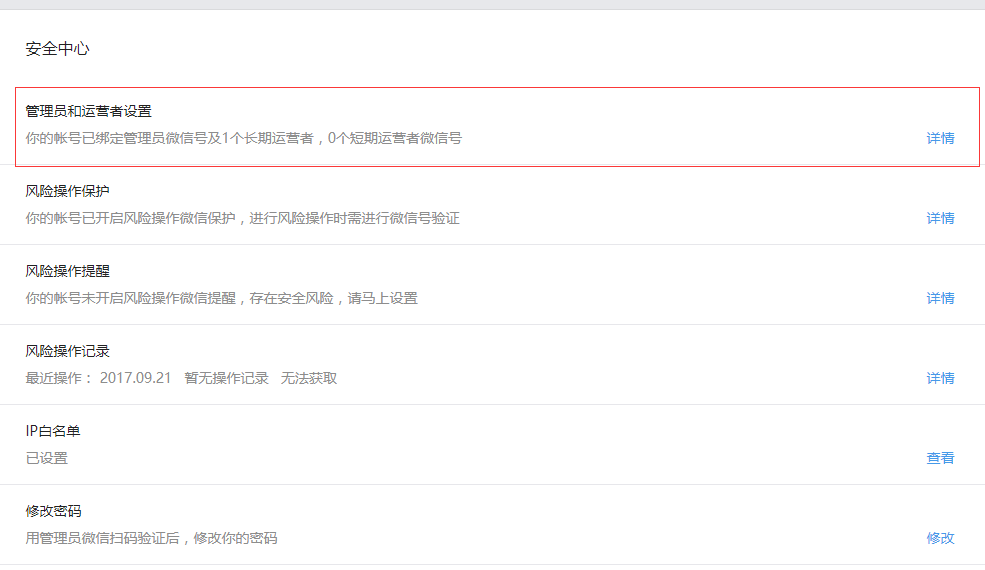 安全中心
管理员和运营者设置
你的帐号已绑定管理员微信号及1个长期运营者，0个短期运营者微信号 详情
风险操作保护
你的帐号已开启风险操作微信保护，进行风险操作时需进行微信号验证 详情
风险操作提醒
你的帐号未开启风险操作微信提醒，存在安全风险，请马上设置 详情
风险操作记录
最近操作： 2017.09.21 暂无操作记录 无法获取 详情
IP白名单
已设置 查看
修改密码
用管理员微信扫码验证后，修改你的密码 修改